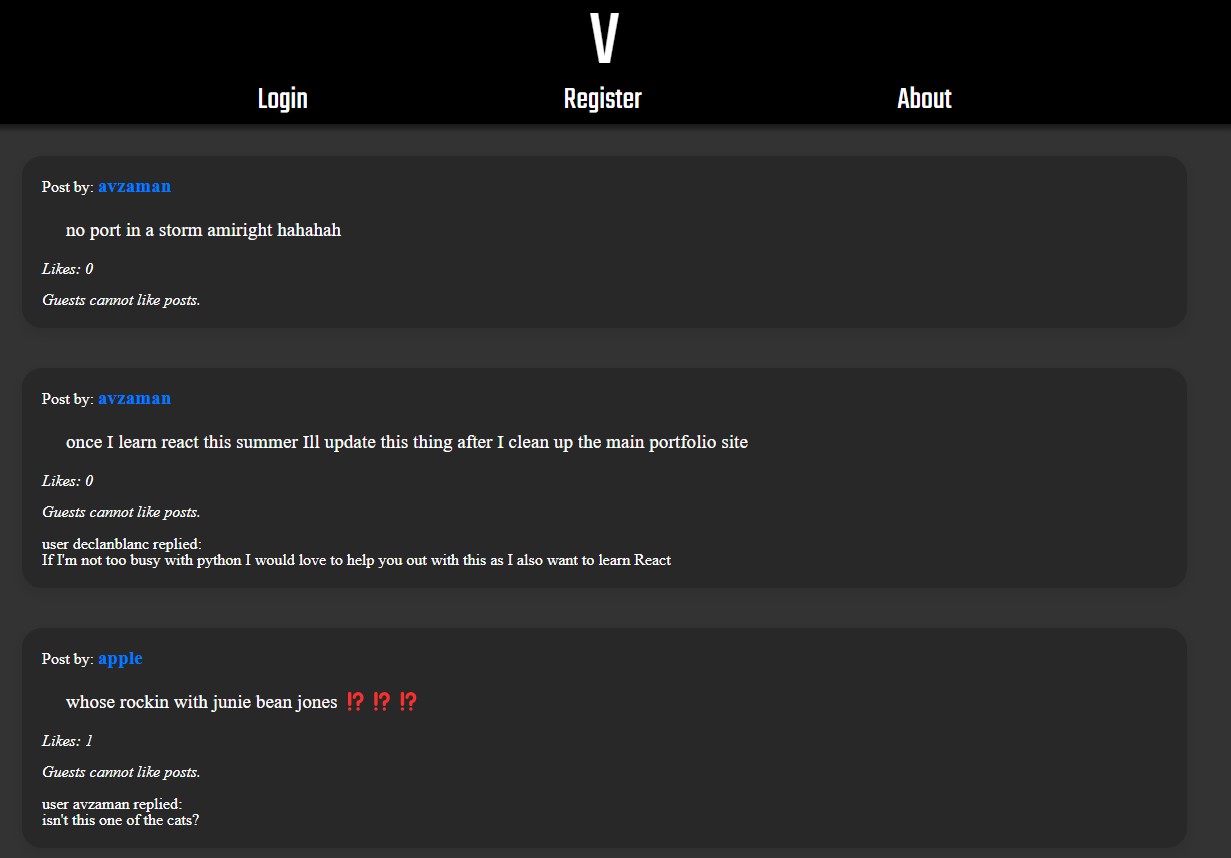 V
Login Register About
Post by: avzaman
no port in a storm amiright hahahah
Likes: 0
Guests cannot like posts.
Post by: avzaman
once I learn react this summer Ill update this thing after I clean up the main portfolio site
Likes: 0
Guests cannot like posts.
user declanblanc replied:
If I'm not too busy with python I would love to help you out with this as I also want to learn React
Post by: apple
whose rockin with junie bean jones ⁉️ ⁉️ ⁉️
Likes: 1
Guests cannot like posts.
user avzaman replied:
isn't this one of the cats?